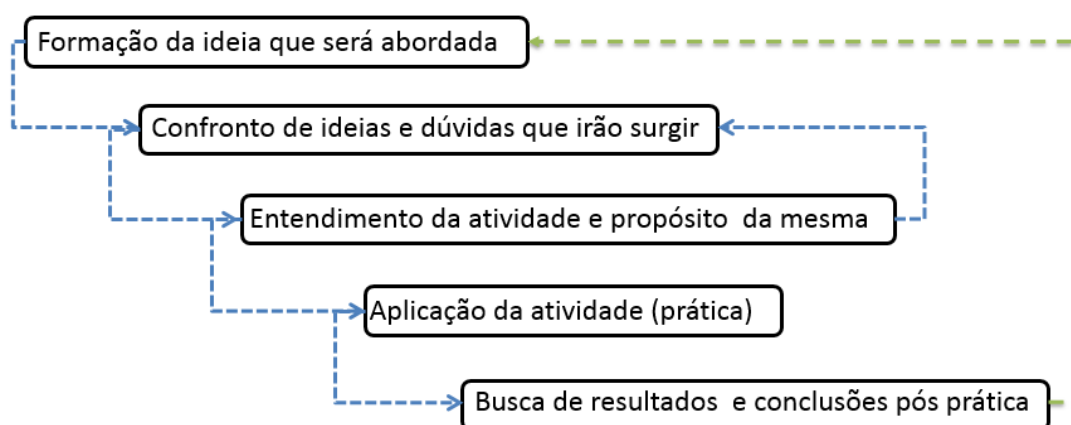 Formação da ideia que será abordada
Confronto de ideias e dúvidas que irão surgir
Entendimento da atividade e propósito  da mesma
Aplicação da atividade (prática)
Busca de resultados  e conclusões pós prática